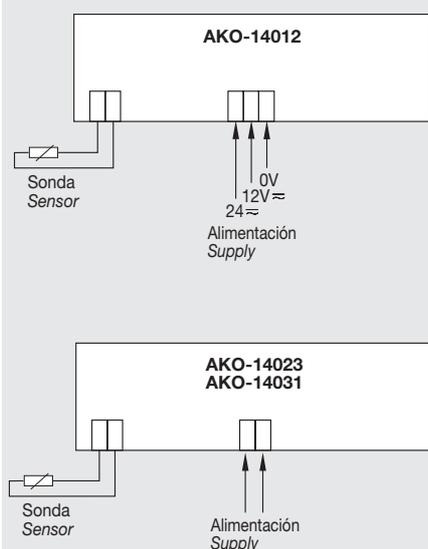 AKO-14012
0V
12V≂
24≂
Sonda
Sensor
Alimentación
Supply
AKO-14023
AKO-14031
Sonda
Sensor
Alimentación
Supply